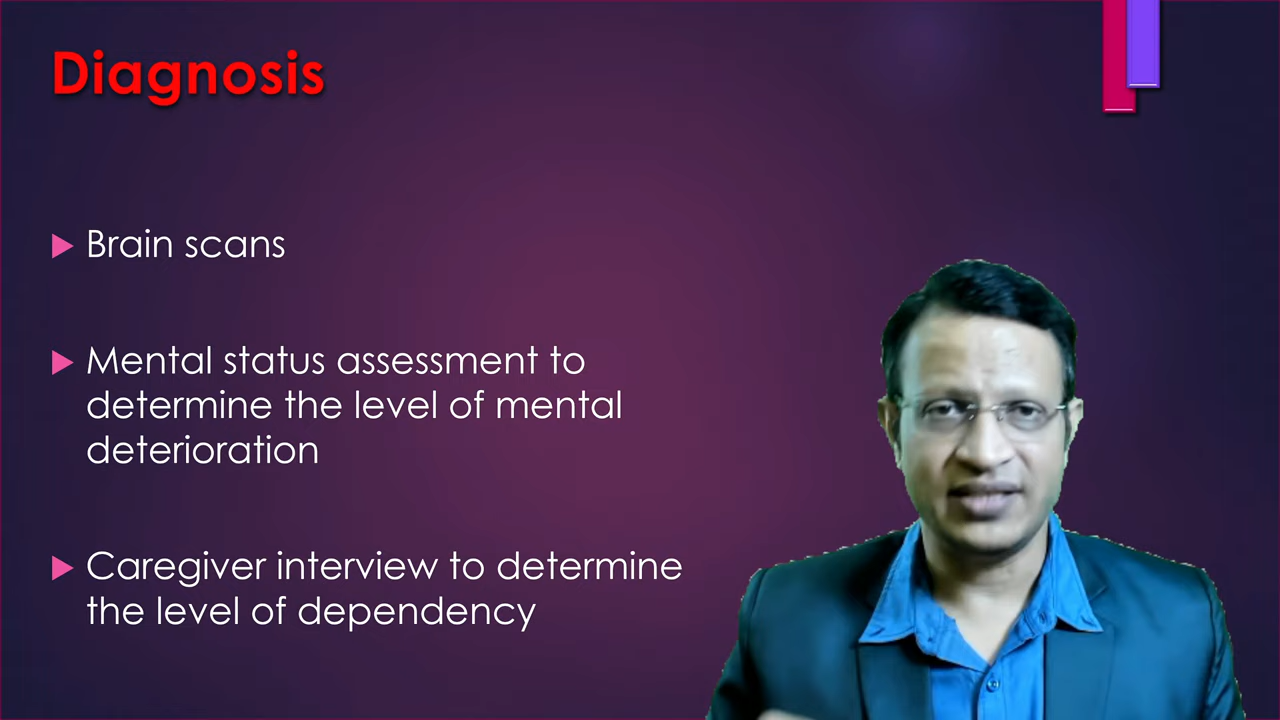 Diagnosis
Brain scans
Mental status assessment to
determine the level of mental
deterioration
Caregiver interview to determine
the level of dependency